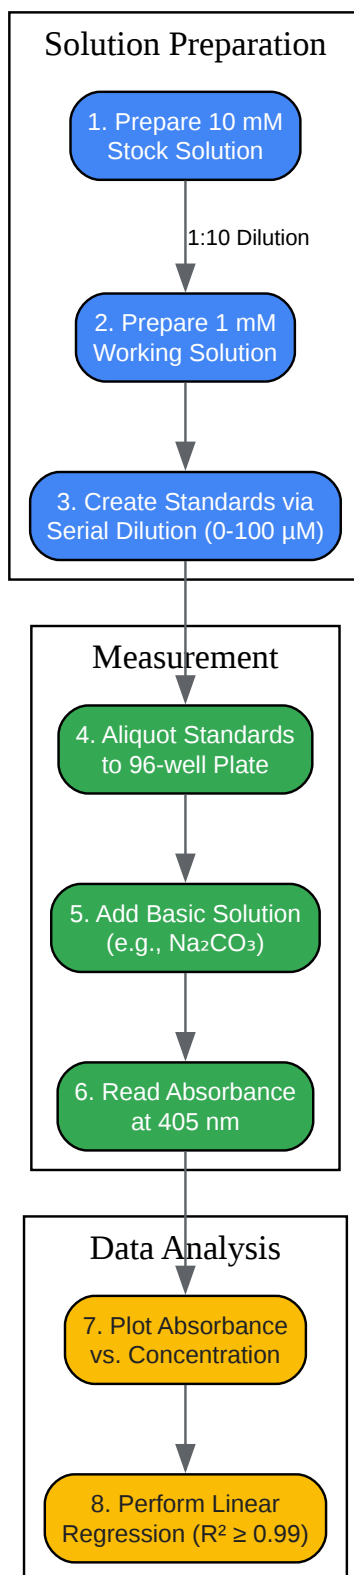 Solution Preparation
1. Prepare 10 mM
Stock Solution
1:10 Dilution
2. Prepare 1 mM
Working Solution
3. Create Standards via
Serial Dilution (0-100 µM)
Measurement
4. Aliquot Standards
to 96-well Plate
5. Add Basic Solution
(e.g., Na₂CO₃)
6. Read Absorbance
at 405 nm
Data Analysis
7. Plot Absorbance
vs. Concentration
8. Perform Linear
Regression (R² ≥ 0.99)